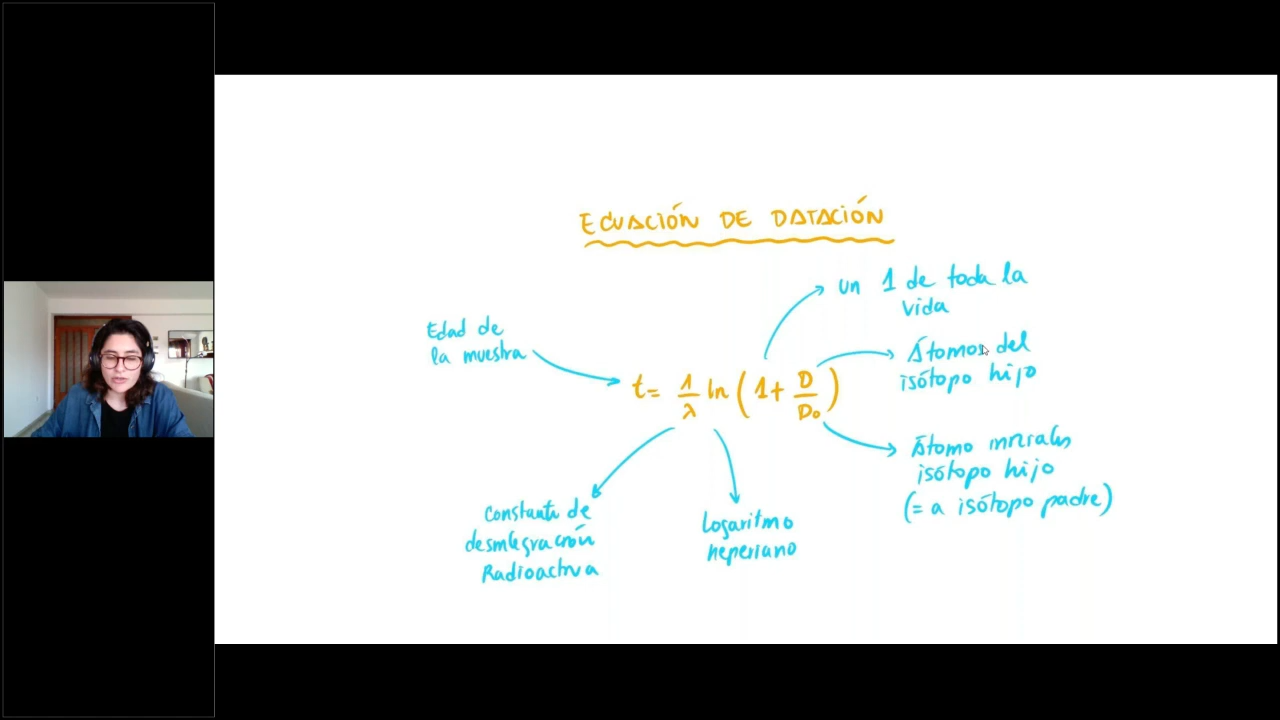 ECUACIÓN DE DATACIÓN
un 1 de toda la
vida
Edad de
la muestra
Átomos del
isótopo hijo
t= 1/λ ln (1+ D/D₀)
Átomo iniciales
isótopo hijo
(= a isótopo padre)
Constante de
desintegración
Radioactiva
Logaritmo
neperiano